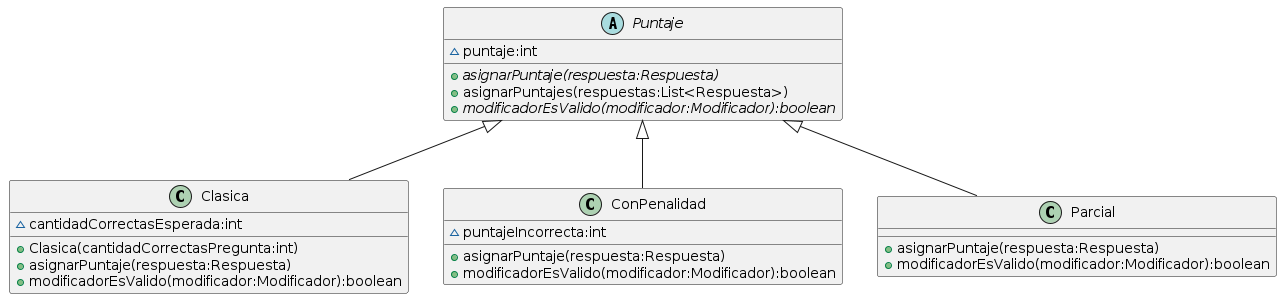 A Puntaje
~ puntaje:int
asignarPuntaje(respuesta:Respuesta)
asignarPuntajes(respuestas:List<Respuesta>)
modificadorEsValido(modificador:Modificador):boolean
C Clasica
~ cantidadCorrectasEsperada:int
Clasica(cantidadCorrectasPregunta:int)
asignarPuntaje(respuesta:Respuesta)
modificadorEsValido(modificador:Modificador):boolean
C ConPenalidad
~ puntajeIncorrecta:int
asignarPuntaje(respuesta:Respuesta)
modificadorEsValido(modificador:Modificador):boolean
C Parcial
asignarPuntaje(respuesta:Respuesta)
modificadorEsValido(modificador:Modificador):boolean